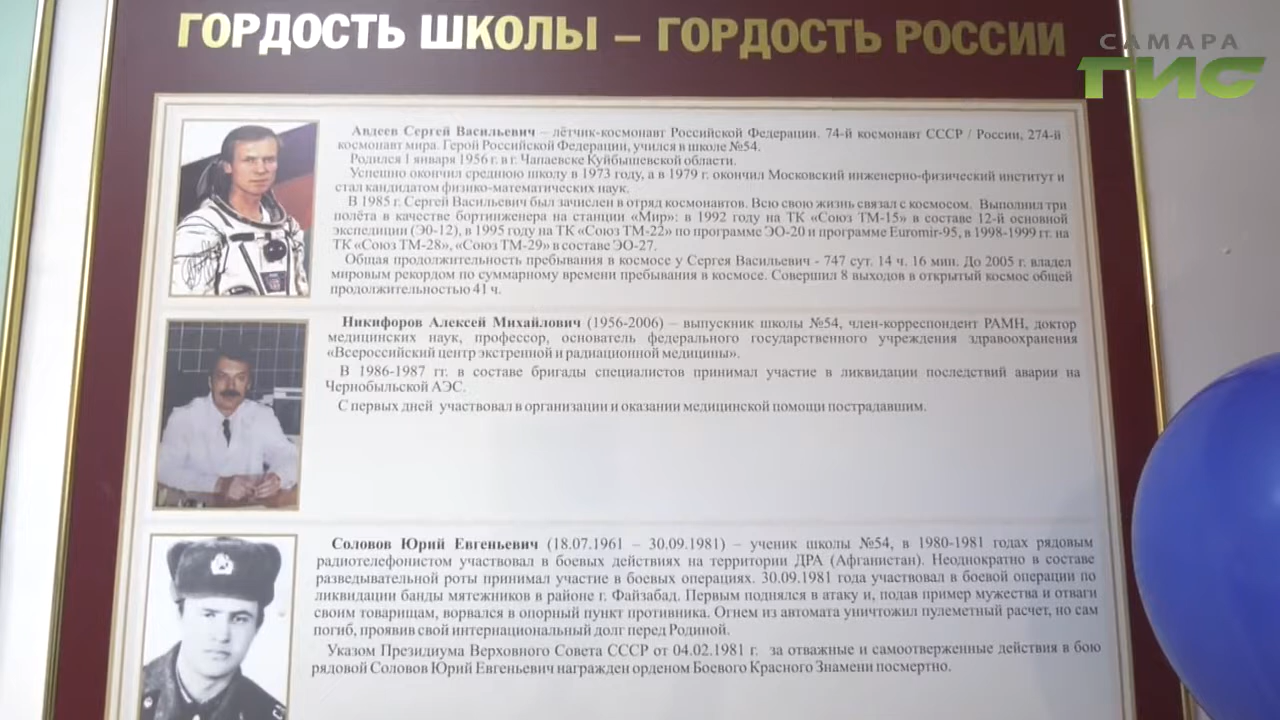 ГОРДОСТЬ ШКОЛЫ – ГОРДОСТЬ РОССИИ
САМАРА
ГИС
Авдеев Сергей Васильевич – лётчик-космонавт Российской Федерации. 74-й космонавт СССР / России, 274-й
космонавт мира. Герой Российской Федерации, учился в школе №54.
Родился 1 января 1956 г. в г. Чапаевске Куйбышевской области.
Успешно окончил среднюю школу в 1973 году, а в 1979 г. окончил Московский инженерно-физический институт и
стал кандидатом физико-математических наук.
В 1985 г. Сергей Васильевич был зачислен в отряд космонавтов. Всю свою жизнь связал с космосом. Выполнил три
полёта в качестве бортинженера на станции «Мир»: в 1992 году на ТК «Союз ТМ-15» в составе 12-й основной
экспедиции (ЭО-12), в 1995 году на ТК «Союз ТМ-22» по программе ЭО-20 и программе Euromir-95, в 1998-1999 гг. на
ТК «Союз ТМ-28», «Союз ТМ-29» в составе ЭО-27.
Общая продолжительность пребывания в космосе у Сергея Васильевич - 747 сут. 14 ч. 16 мин. До 2005 г. владел
мировым рекордом по суммарному времени пребывания в космосе. Совершил 8 выходов в открытый космос общей
продолжительностью 41 ч.
Никифоров Алексей Михайлович (1956-2006) – выпускник школы №54, член-корреспондент РАМН, доктор
медицинских наук, профессор, основатель федерального государственного учреждения здравоохранения
«Всероссийский центр экстренной и радиационной медицины».
В 1986-1987 гг. в составе бригады специалистов принимал участие в ликвидации последствий аварии на
Чернобыльской АЭС.
С первых дней участвовал в организации и оказании медицинской помощи пострадавшим.
Соловов Юрий Евгеньевич (18.07.1961 – 30.09.1981) – ученик школы №54, в 1980-1981 годах рядовым
радиотелефонистом участвовал в боевых действиях на территории ДРА (Афганистан). Неоднократно в составе
разведывательной роты принимал участие в боевых операциях. 30.09.1981 года участвовал в боевой операции по
ликвидации банды мятежников в районе г. Файзабад. Первым поднялся в атаку и, подав пример мужества и отваги
своим товарищам, ворвался в опорный пункт противника. Огнем из автомата уничтожил пулеметный расчет, но сам
погиб, проявив свой интернациональный долг перед Родиной.
Указом Президиума Верховного Совета СССР от 04.02.1981 г. за отважные и самоотверженные действия в бою
рядовой Соловов Юрий Евгеньевич награжден орденом Боевого Красного Знамени посмертно.